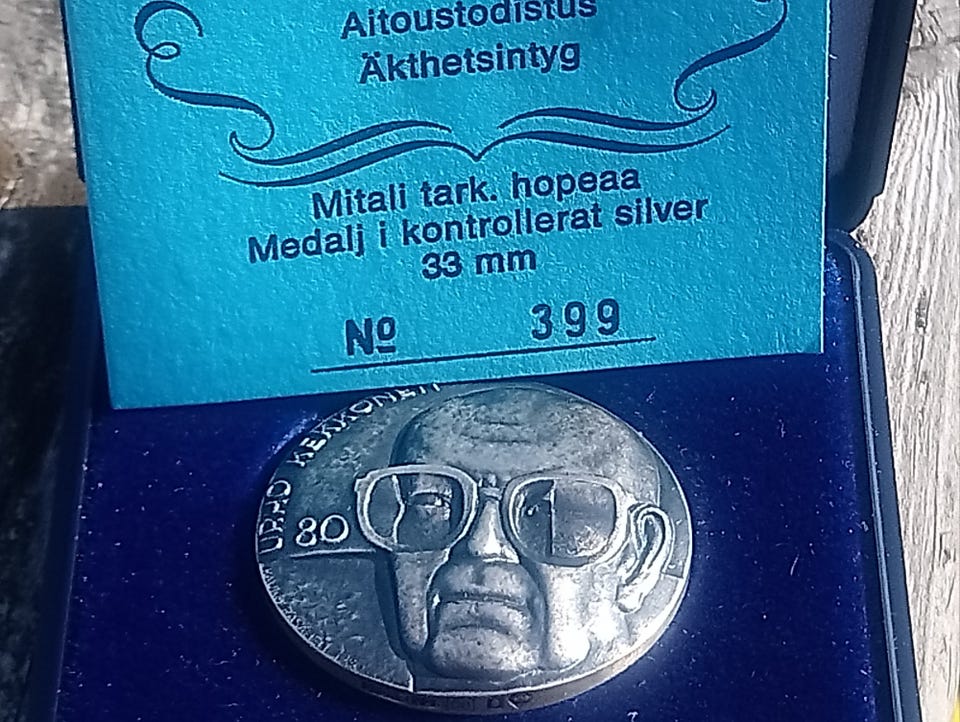 Aitoustodistus
Äkthetsintyg
Mitali tark. hopeaa
Medalj i kontrollerat silver
33 mm
Nº 399
URHO KEKKONEN
80